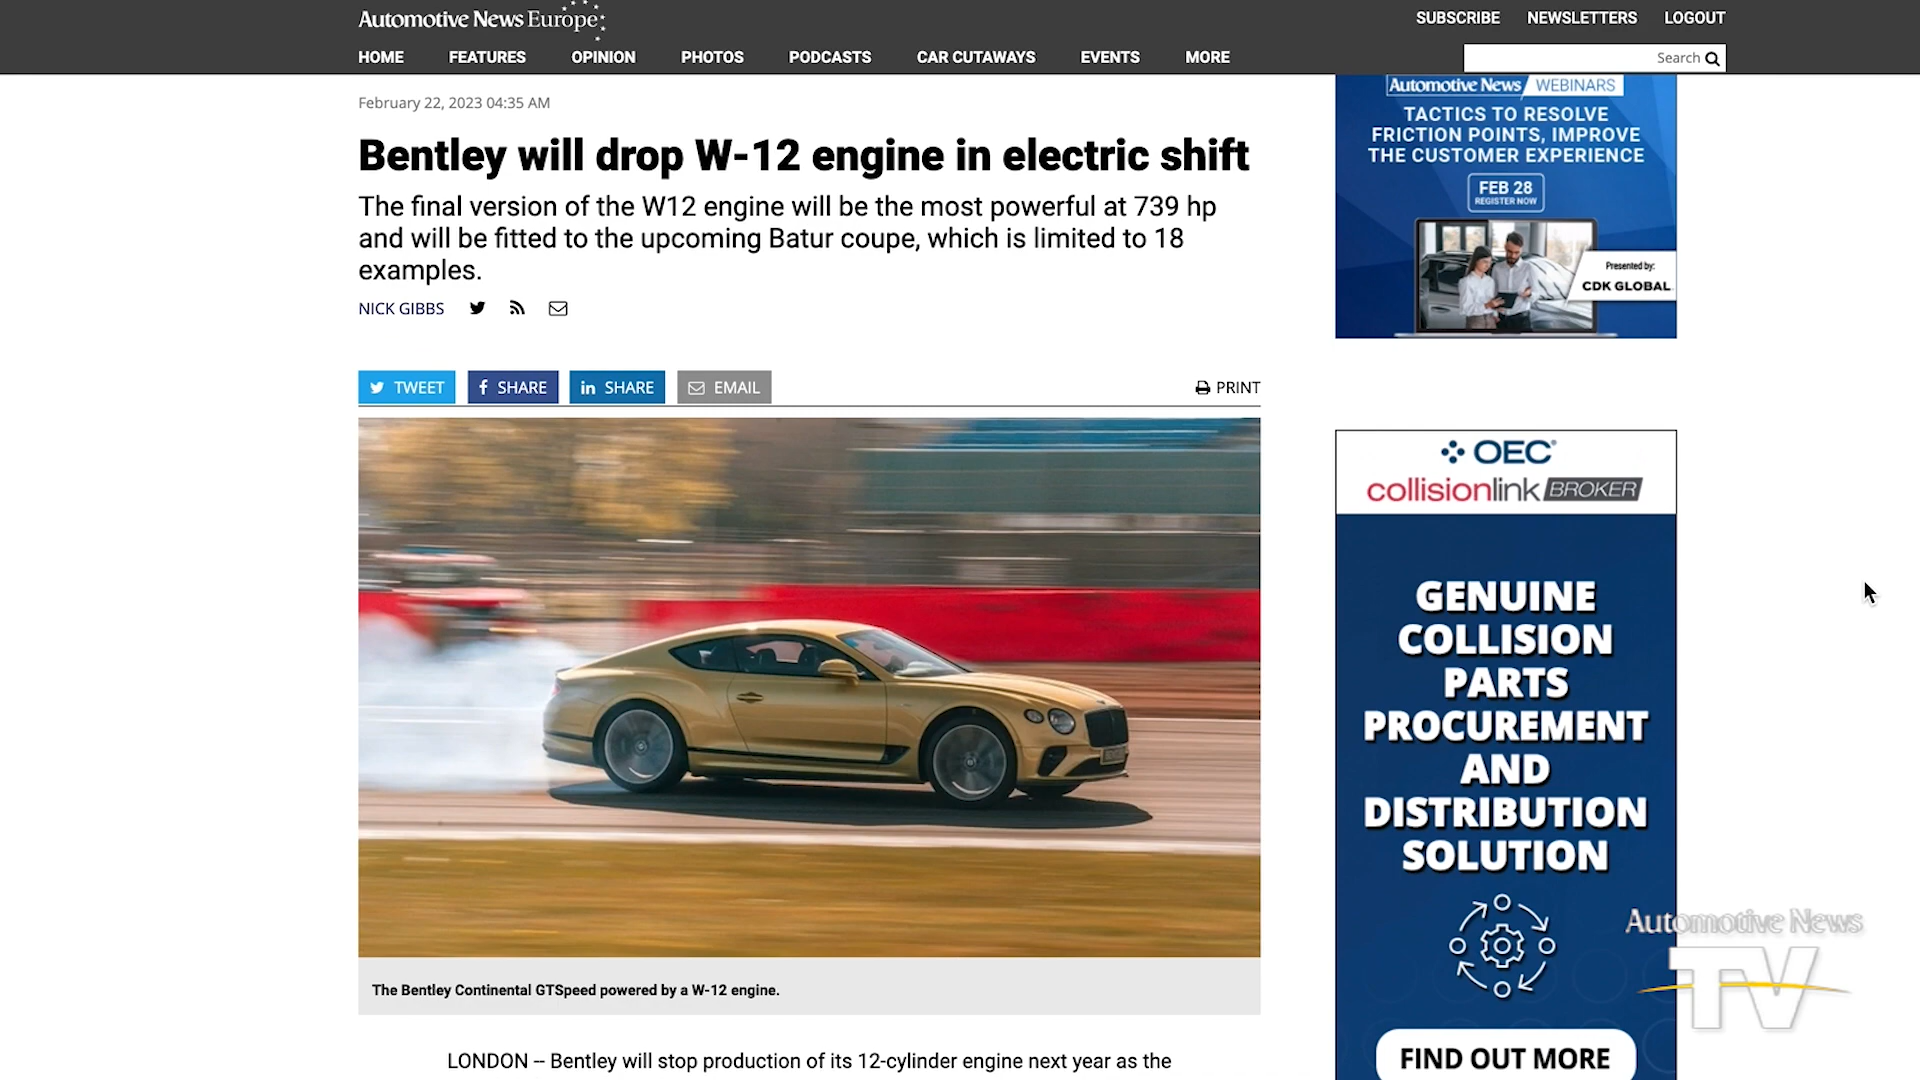 Automotive News Europe
SUBSCRIBE NEWSLETTERS LOGOUT
HOME FEATURES OPINION PHOTOS PODCASTS CAR CUTAWAYS EVENTS MORE
Search
February 22, 2023 04:35 AM
Bentley will drop W-12 engine in electric shift
The final version of the W12 engine will be the most powerful at 739 hp
and will be fitted to the upcoming Batur coupe, which is limited to 18
examples.
NICK GIBBS
TWEET SHARE in SHARE EMAIL
PRINT
The Bentley Continental GTSpeed powered by a W-12 engine.
LONDON -- Bentley will stop production of its 12-cylinder engine next year as the
Automotive News WEBINARS
TACTICS TO RESOLVE
FRICTION POINTS, IMPROVE
THE CUSTOMER EXPERIENCE
FEB 28
REGISTER NOW
Presented by:
CDK GLOBAL
OEC
collisionlink BROKER
GENUINE
COLLISION
PARTS
PROCUREMENT
AND
DISTRIBUTION
SOLUTION
FIND OUT MORE
Automotive News
TV